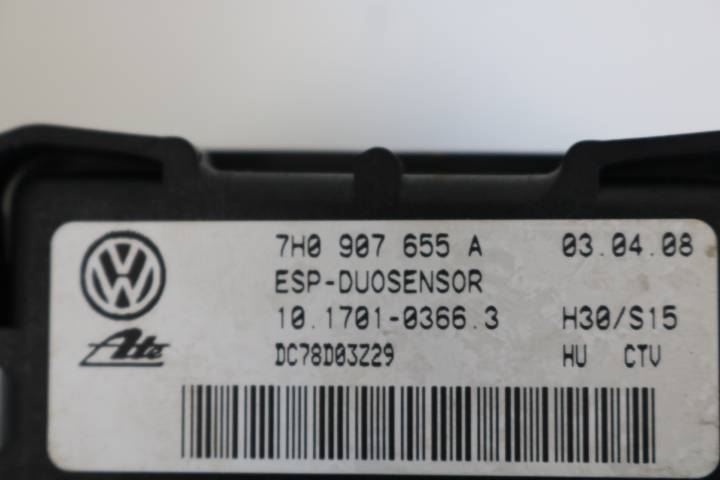 7H0 907 655 A 03.04.08
ESP-DUOSENSOR
10.1701-0366.3 H30/S15
Ate DC78D03Z29 HU CTV